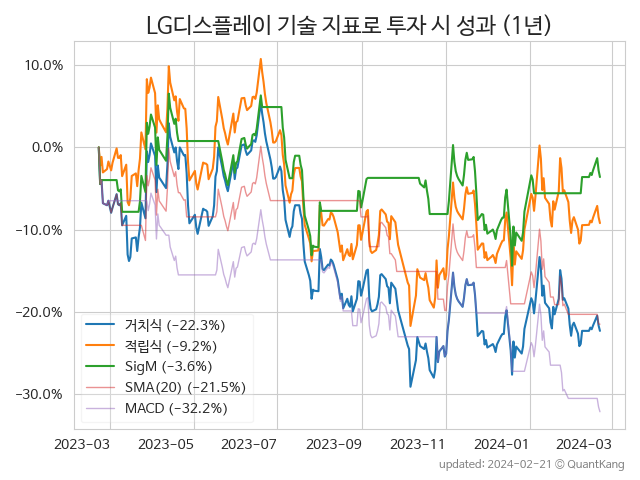 LG디스플레이 기술 지표로 투자 시 성과 (1년)
10.0%
0.0%
−10.0%
−20.0%
−30.0%
거치식 (−22.3%)
적립식 (−9.2%)
SigM (−3.6%)
SMA(20) (−21.5%)
MACD (−32.2%)
2023-03 2023-05 2023-07 2023-09 2023-11 2024-01 2024-03
updated: 2024-02-21 © QuantKang